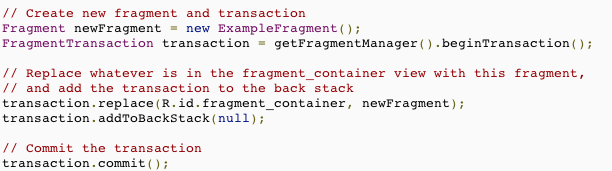 // Create new fragment and transaction
Fragment newFragment = new ExampleFragment();
FragmentTransaction transaction = getFragmentManager().beginTransaction();

// Replace whatever is in the fragment_container view with this fragment,
// and add the transaction to the back stack
transaction.replace(R.id.fragment_container, newFragment);
transaction.addToBackStack(null);

// Commit the transaction
transaction.commit();